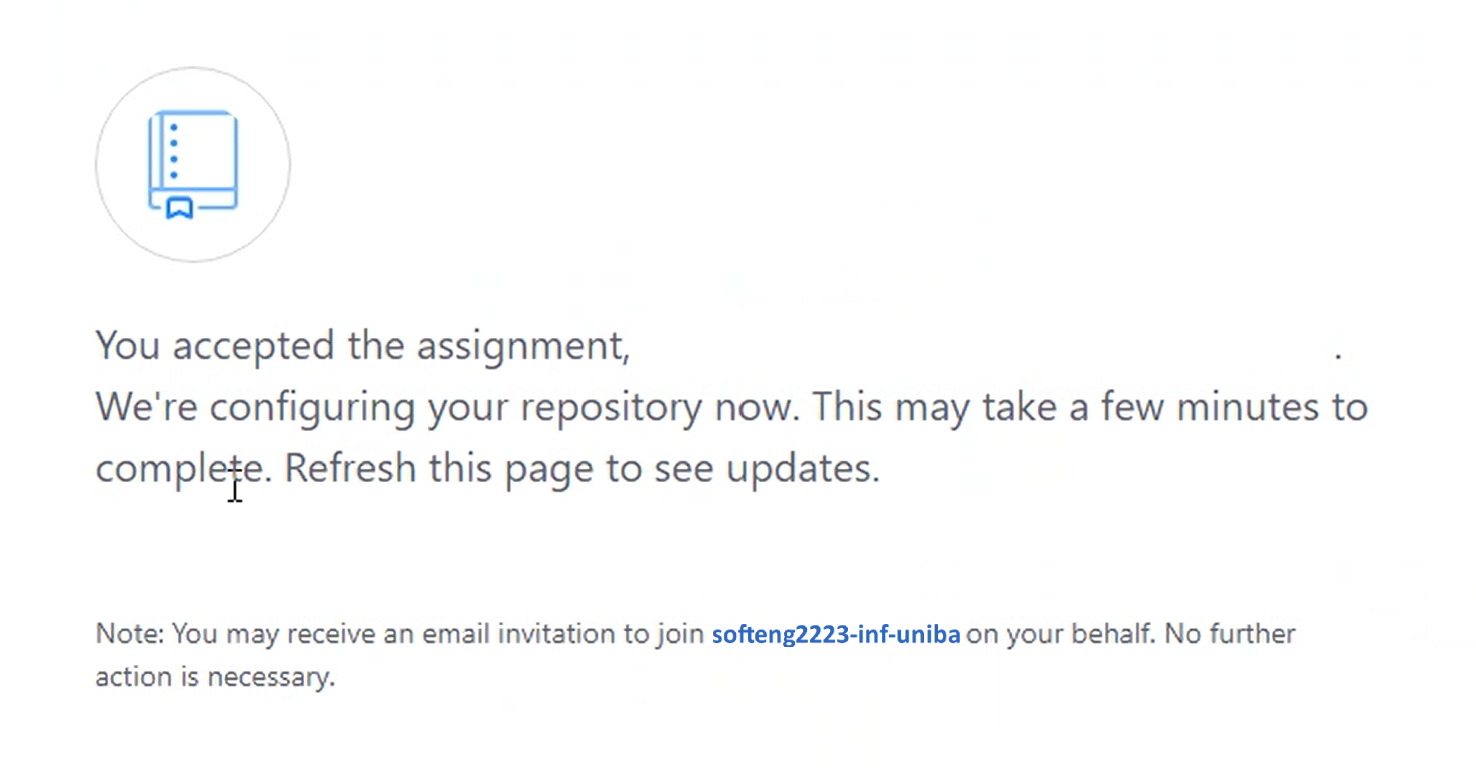 You accepted the assignment, .
We're configuring your repository now. This may take a few minutes to
complete. Refresh this page to see updates.
Note: You may receive an email invitation to join softeng2223-inf-uniba on your behalf. No further
action is necessary.